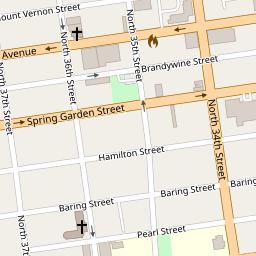 ount Vernon Street
Avenue
North 36th Street
North 35th Street
Brandywine Street
North 37th Street
Spring Garden Street
North 34th Street
Hamilton Street
Baring Street
Baring
Baring Street
Pearl Street
North 37